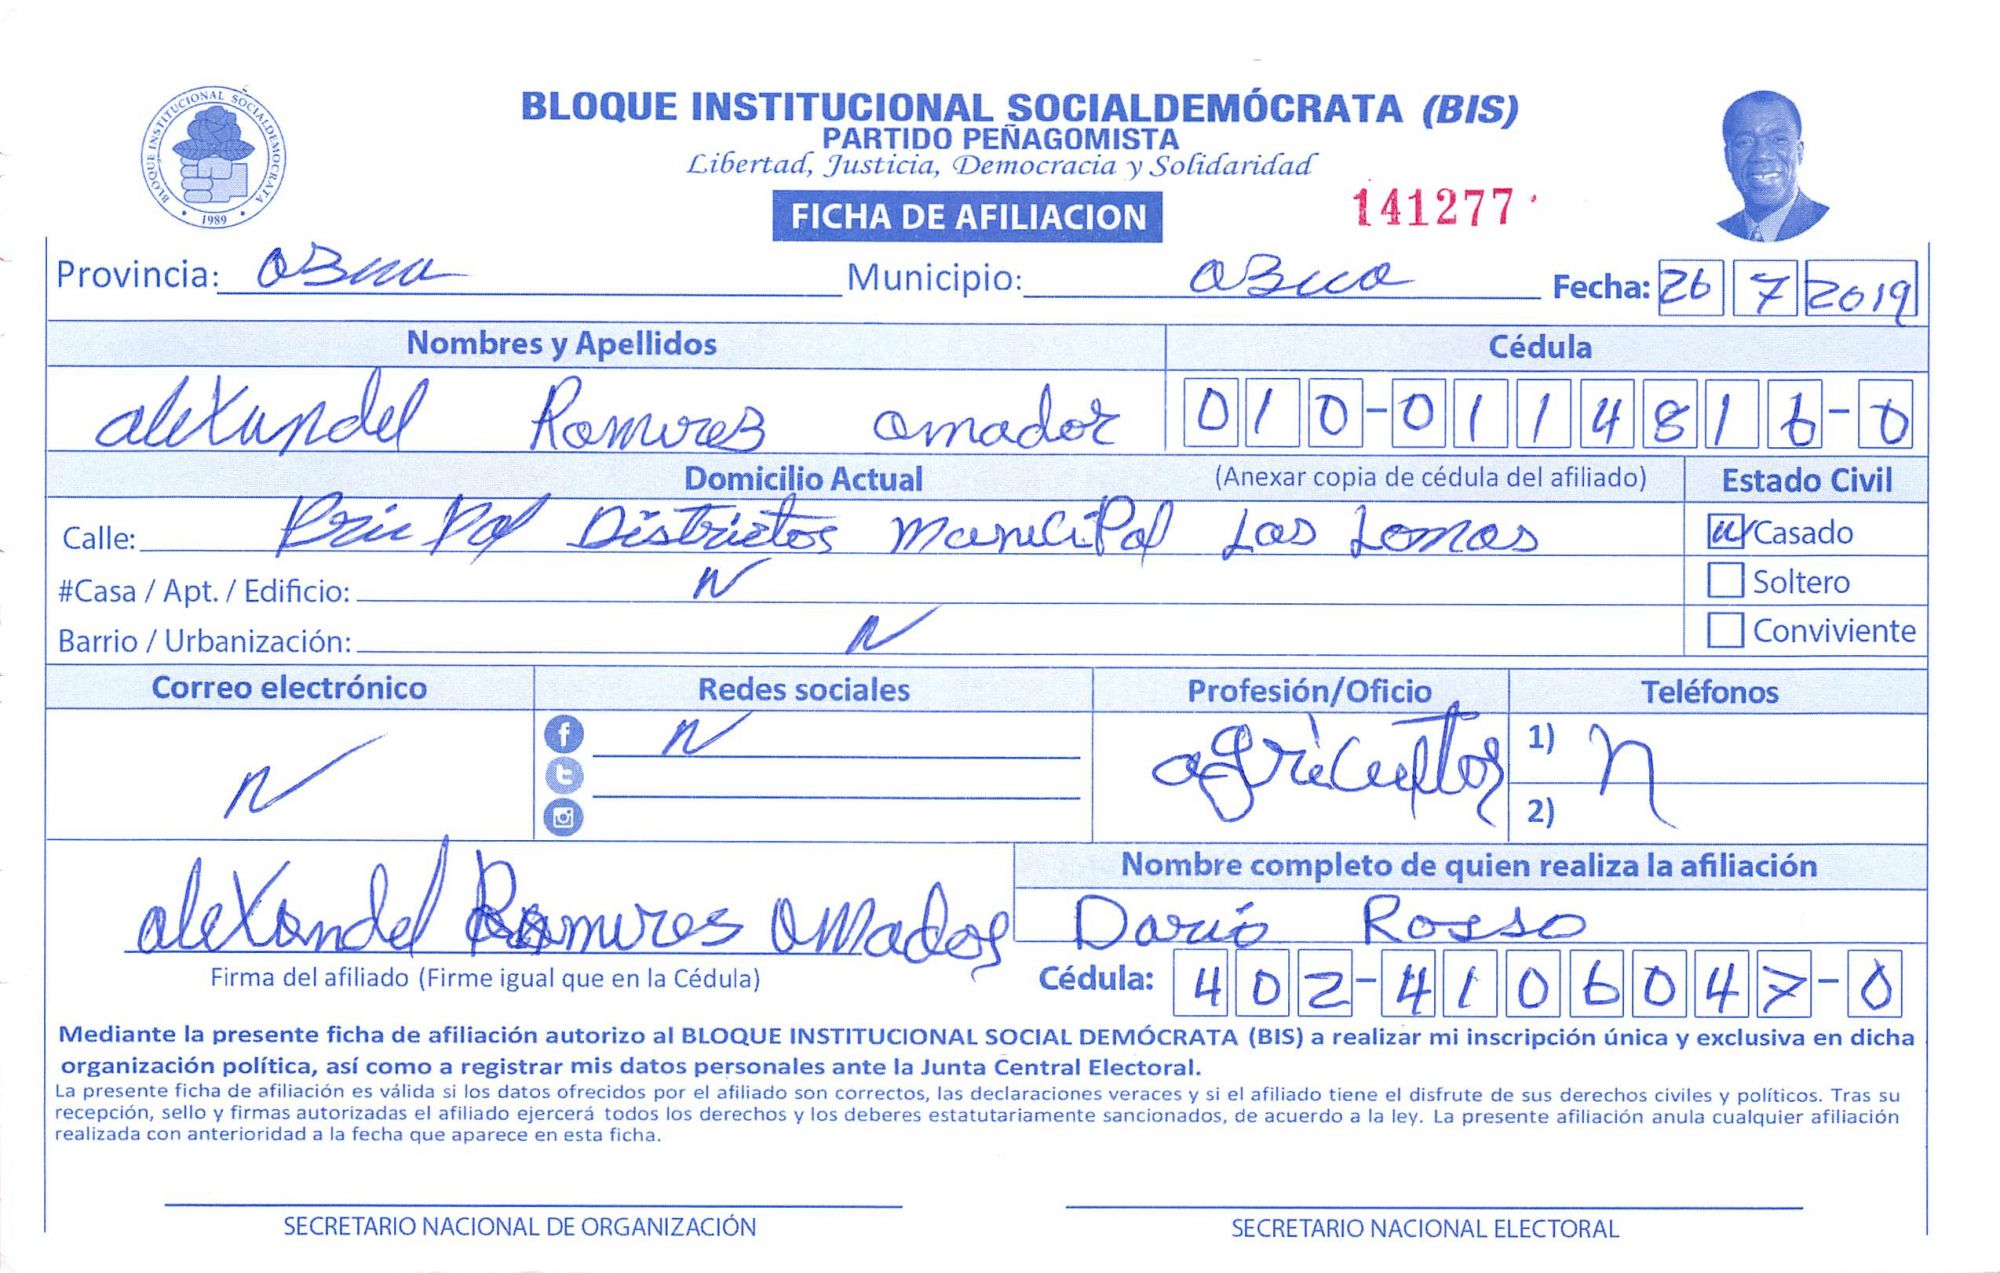 BLOQUE INSTITUCIONAL SOCIALDEMÓCRATA (BIS)
PARTIDO PEÑAGOMISTA
Libertad, Justicia, Democracia y Solidaridad
BLOQUE INSTITUCIONAL SOCIALDEMOCRATA
• 1989 •
FICHA DE AFILIACION
141277
Provincia: Municipio: Fecha: 26 7 2019
Nombres y Apellidos Cédula
alexandel Ramires amador 010-0114816-0
Domicilio Actual (Anexar copia de cédula del afiliado) Estado Civil
Calle: Districtos Municipal Las Lomas Casado
#Casa / Apt. / Edificio: N Soltero
Barrio / Urbanización: N Conviviente
Correo electrónico Redes sociales Profesión/Oficio Teléfonos
N N agricultor 1) n
2)
Nombre completo de quien realiza la afiliación
alexandel Ramires amador Dario Rosso
Firma del afiliado (Firme igual que en la Cédula) Cédula: 402-4106047-0
Mediante la presente ficha de afiliación autorizo al BLOQUE INSTITUCIONAL SOCIAL DEMÓCRATA (BIS) a realizar mi inscripción única y exclusiva en dicha
organización política, así como a registrar mis datos personales ante la Junta Central Electoral.
La presente ficha de afiliación es válida si los datos ofrecidos por el afiliado son correctos, las declaraciones veraces y si el afiliado tiene el disfrute de sus derechos civiles y políticos. Tras su
recepción, sello y firmas autorizadas el afiliado ejercerá todos los derechos y los deberes estatutariamente sancionados, de acuerdo a la ley. La presente afiliación anula cualquier afiliación
realizada con anterioridad a la fecha que aparece en esta ficha.
SECRETARIO NACIONAL DE ORGANIZACIÓN SECRETARIO NACIONAL ELECTORAL